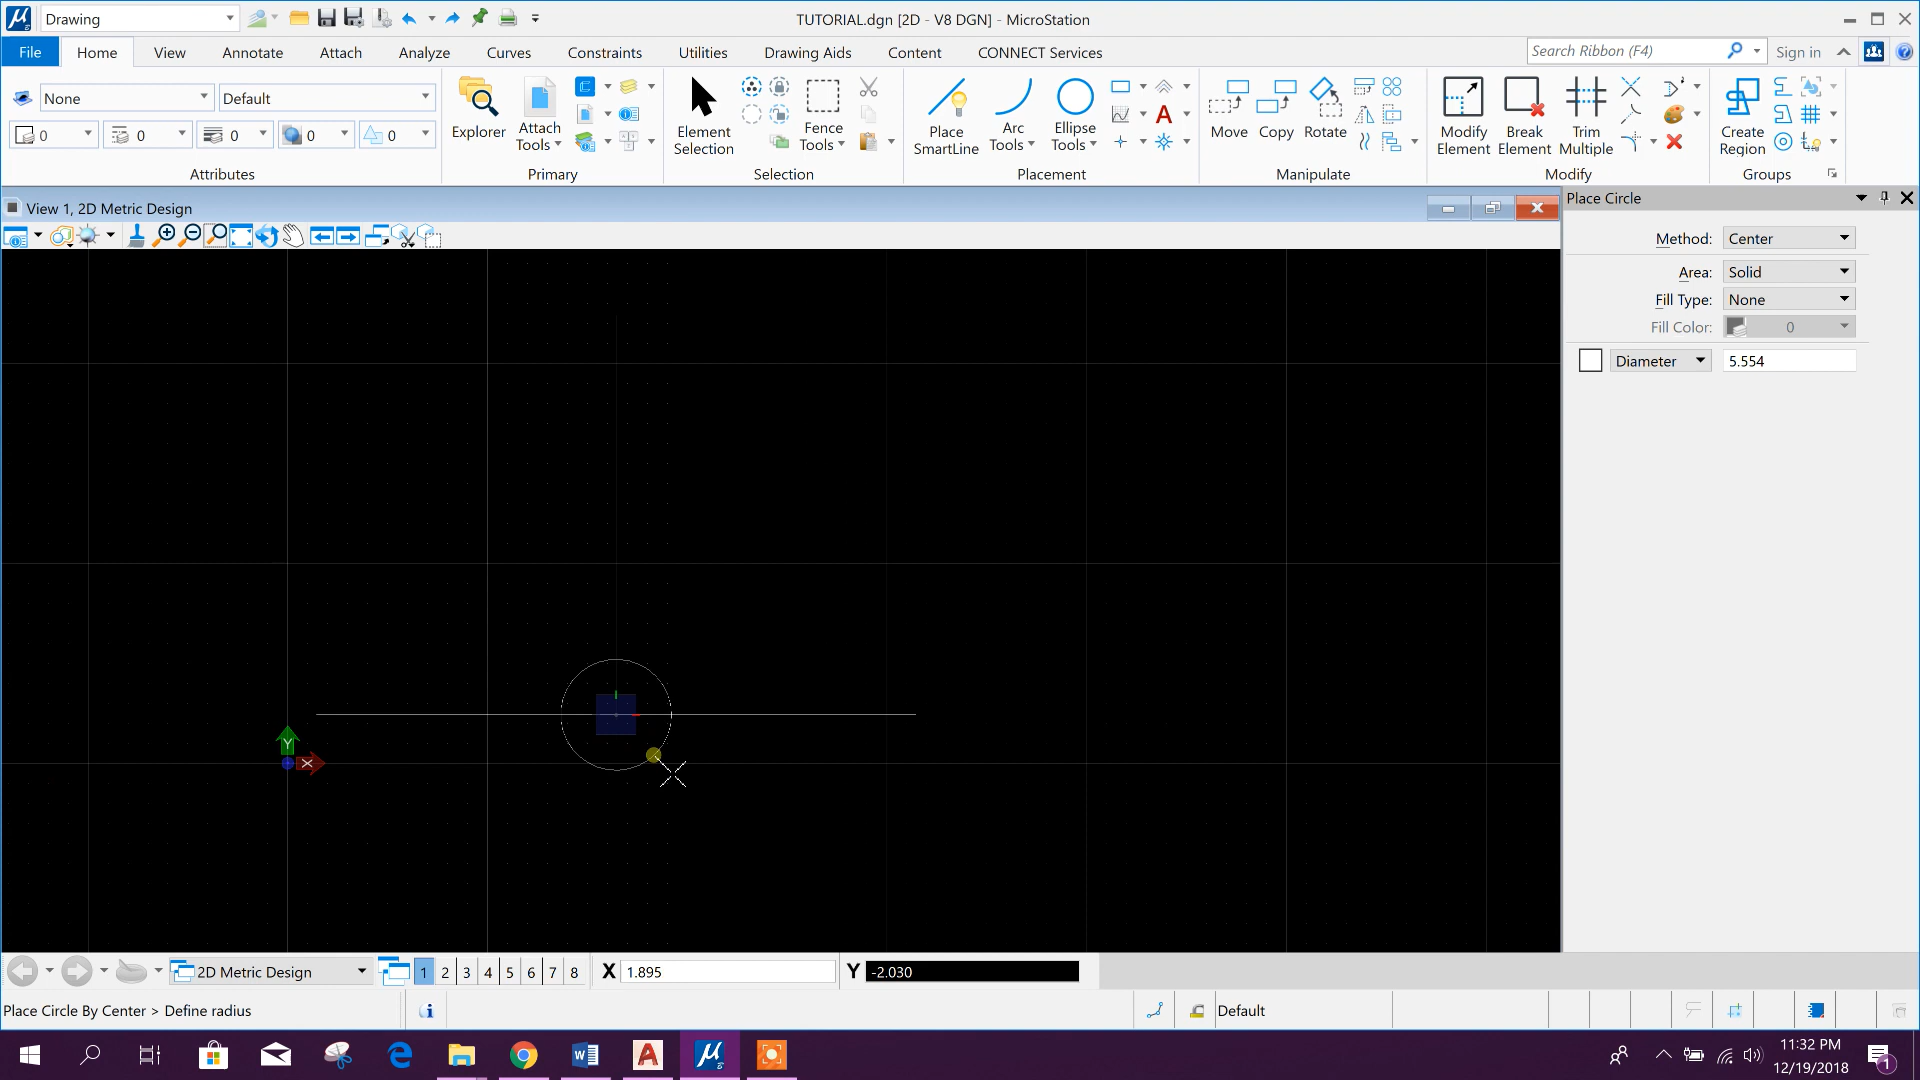 Drawing
TUTORIAL.dgn [2D - V8 DGN] - MicroStation
File Home View Annotate Attach Analyze Curves Constraints Utilities Drawing Aids Content CONNECT Services
Search Ribbon (F4)
Sign in
None Default
0 0 0 0 0
Attributes
Explorer
Attach Tools
Primary
Element Selection
Fence Tools
Selection
Place SmartLine
Arc Tools
Ellipse Tools
A
Placement
Move Copy Rotate
Manipulate
Modify Element
Break Element
Trim Multiple
Modify
Create Region
Groups
View 1, 2D Metric Design
Place Circle
Method: Center
Area: Solid
Fill Type: None
Fill Color: 0
Diameter 5.554
Y
X
2D Metric Design
1 2 3 4 5 6 7 8
X 1.895
Y -2.030
Place Circle By Center > Define radius
Default
11:32 PM
12/19/2018
1